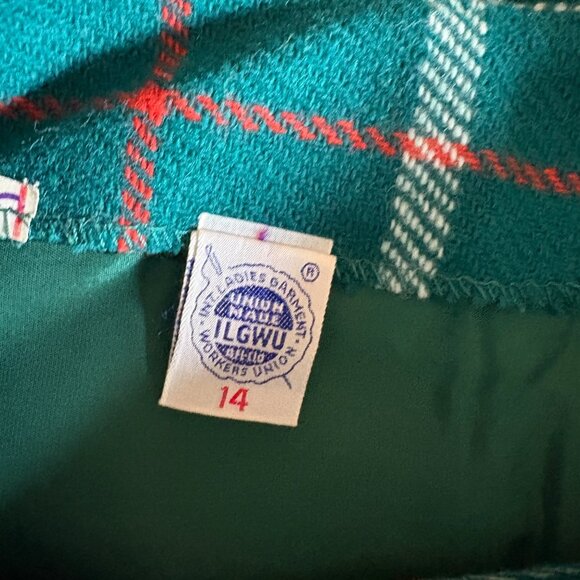 INT. LADIES GARMENT
UNION
MADE
ILGWU
AFL-CIO
WORKERS UNION
®
14